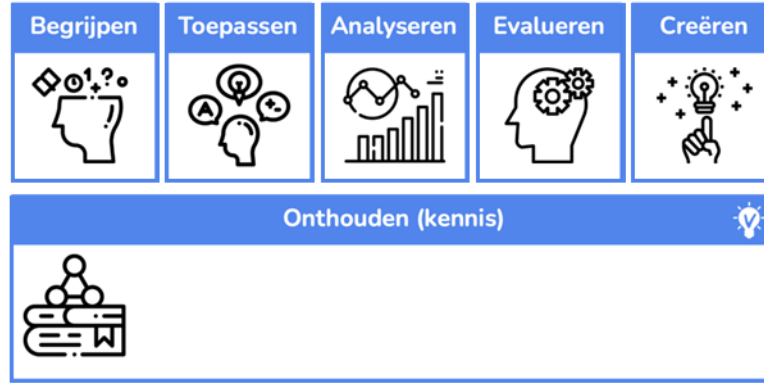 Begrijpen
Toepassen
Analyseren
Evalueren
Creëren
Onthouden (kennis)